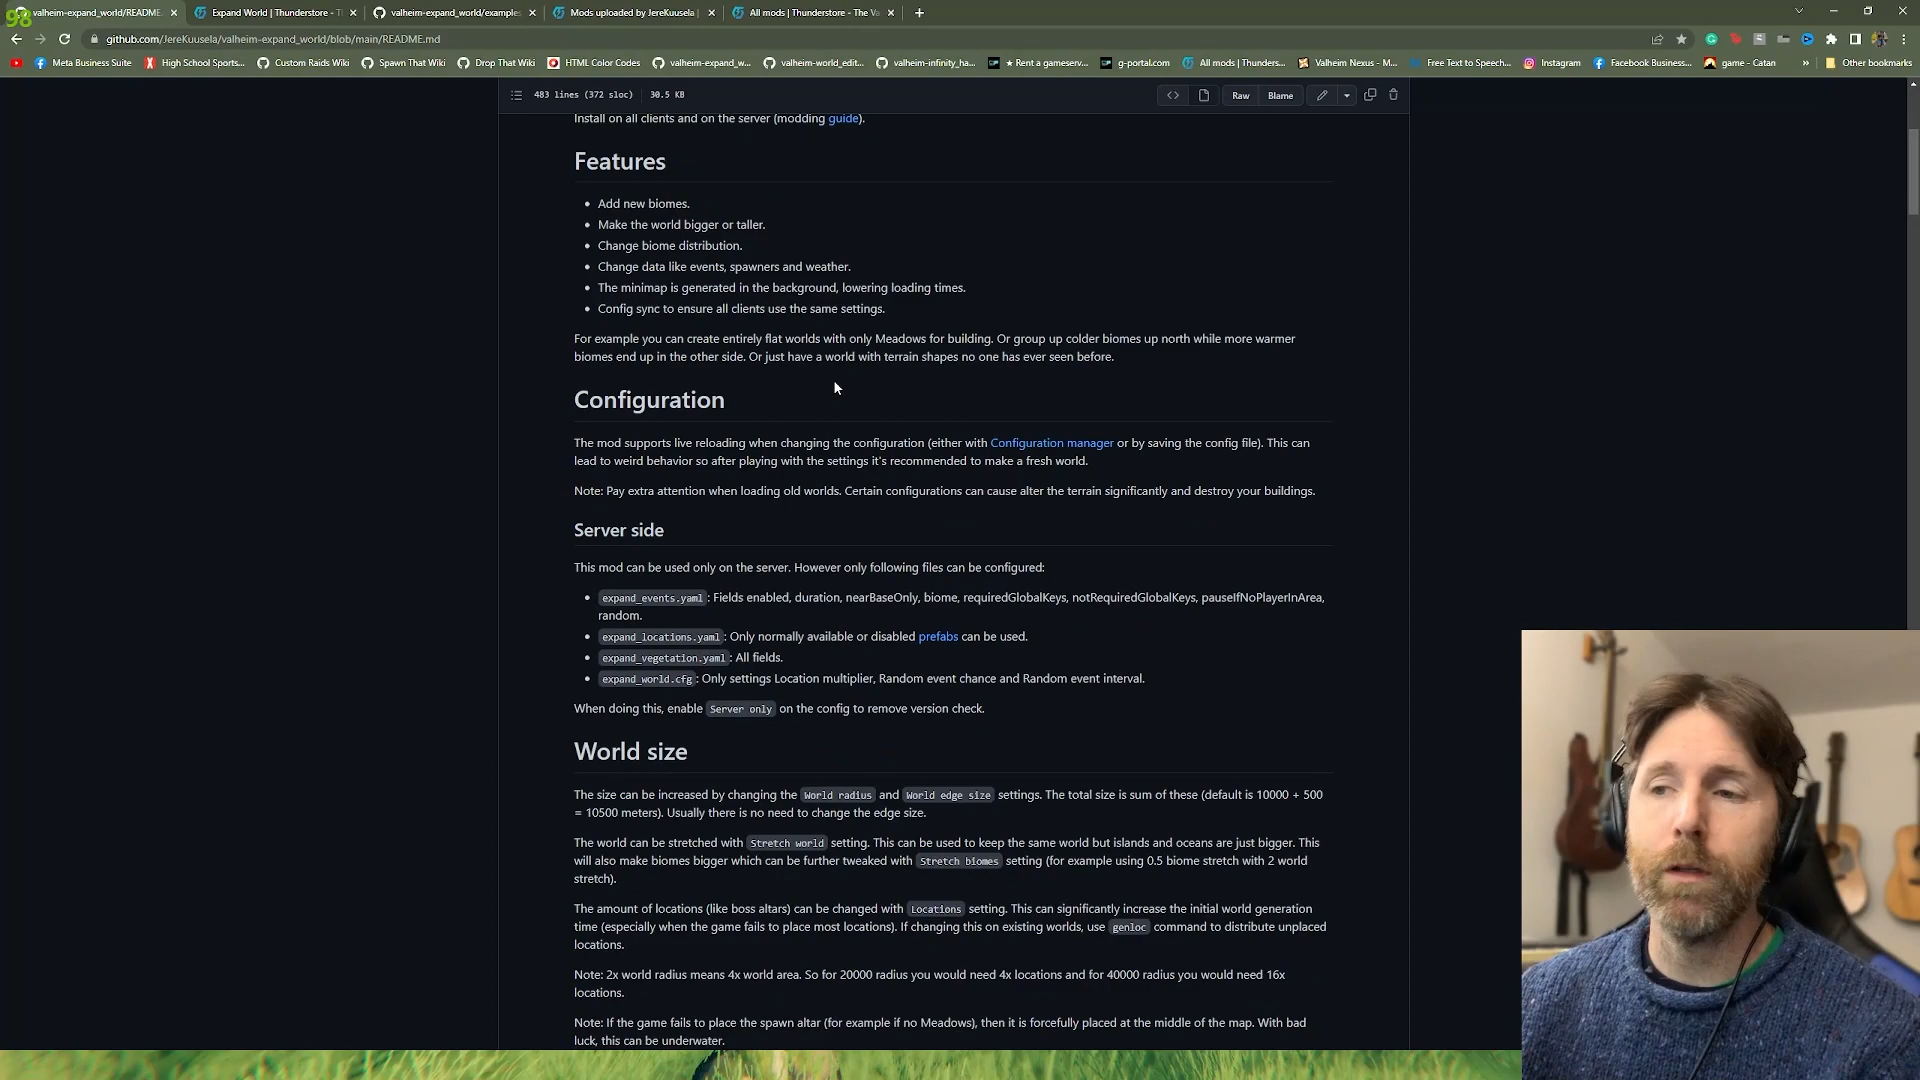 98
valheim-expand_world/README × Expand World | Thunderstore - T × valheim-expand_world/examples × Mods uploaded by JereKuusela | × All mods | Thunderstore - The Va × +
github.com/JereKuusela/valheim-expand_world/blob/main/README.md
Meta Business Suite High School Sports... Custom Raids Wiki Spawn That Wiki Drop That Wiki HTML Color Codes valheim-expand_w... valheim-world_edit... valheim-infinity_ha... ★ Rent a gameserv... g-portal.com All mods | Thunders... Valheim Nexus - M... Free Text to Speech... Instagram Facebook Business... game - Catan » Other bookmarks
483 lines (372 sloc) 30.5 KB Raw Blame
Install on all clients and on the server (modding guide).
Features
• Add new biomes.
• Make the world bigger or taller.
• Change biome distribution.
• Change data like events, spawners and weather.
• The minimap is generated in the background, lowering loading times.
• Config sync to ensure all clients use the same settings.
For example you can create entirely flat worlds with only Meadows for building. Or group up colder biomes up north while more warmer
biomes end up in the other side. Or just have a world with terrain shapes no one has ever seen before.
Configuration
The mod supports live reloading when changing the configuration (either with Configuration manager or by saving the config file). This can
lead to weird behavior so after playing with the settings it's recommended to make a fresh world.
Note: Pay extra attention when loading old worlds. Certain configurations can cause alter the terrain significantly and destroy your buildings.
Server side
This mod can be used only on the server. However only following files can be configured:
• expand_events.yaml: Fields enabled, duration, nearBaseOnly, biome, requiredGlobalKeys, notRequiredGlobalKeys, pauseIfNoPlayerInArea,
random.
• expand_locations.yaml: Only normally available or disabled prefabs can be used.
• expand_vegetation.yaml: All fields.
• expand_world.cfg: Only settings Location multiplier, Random event chance and Random event interval.
When doing this, enable Server only on the config to remove version check.
World size
The size can be increased by changing the World radius and World edge size settings. The total size is sum of these (default is 10000 + 500
= 10500 meters). Usually there is no need to change the edge size.
The world can be stretched with Stretch world setting. This can be used to keep the same world but islands and oceans are just bigger. This
will also make biomes bigger which can be further tweaked with Stretch biomes setting (for example using 0.5 biome stretch with 2 world
stretch).
The amount of locations (like boss altars) can be changed with Locations setting. This can significantly increase the initial world generation
time (especially when the game fails to place most locations). If changing this on existing worlds, use genloc command to distribute unplaced
locations.
Note: 2x world radius means 4x world area. So for 20000 radius you would need 4x locations and for 40000 radius you would need 16x
locations.
Note: If the game fails to place the spawn altar (for example if no Meadows), then it is forcefully placed at the middle of the map. With bad
luck, this can be underwater.